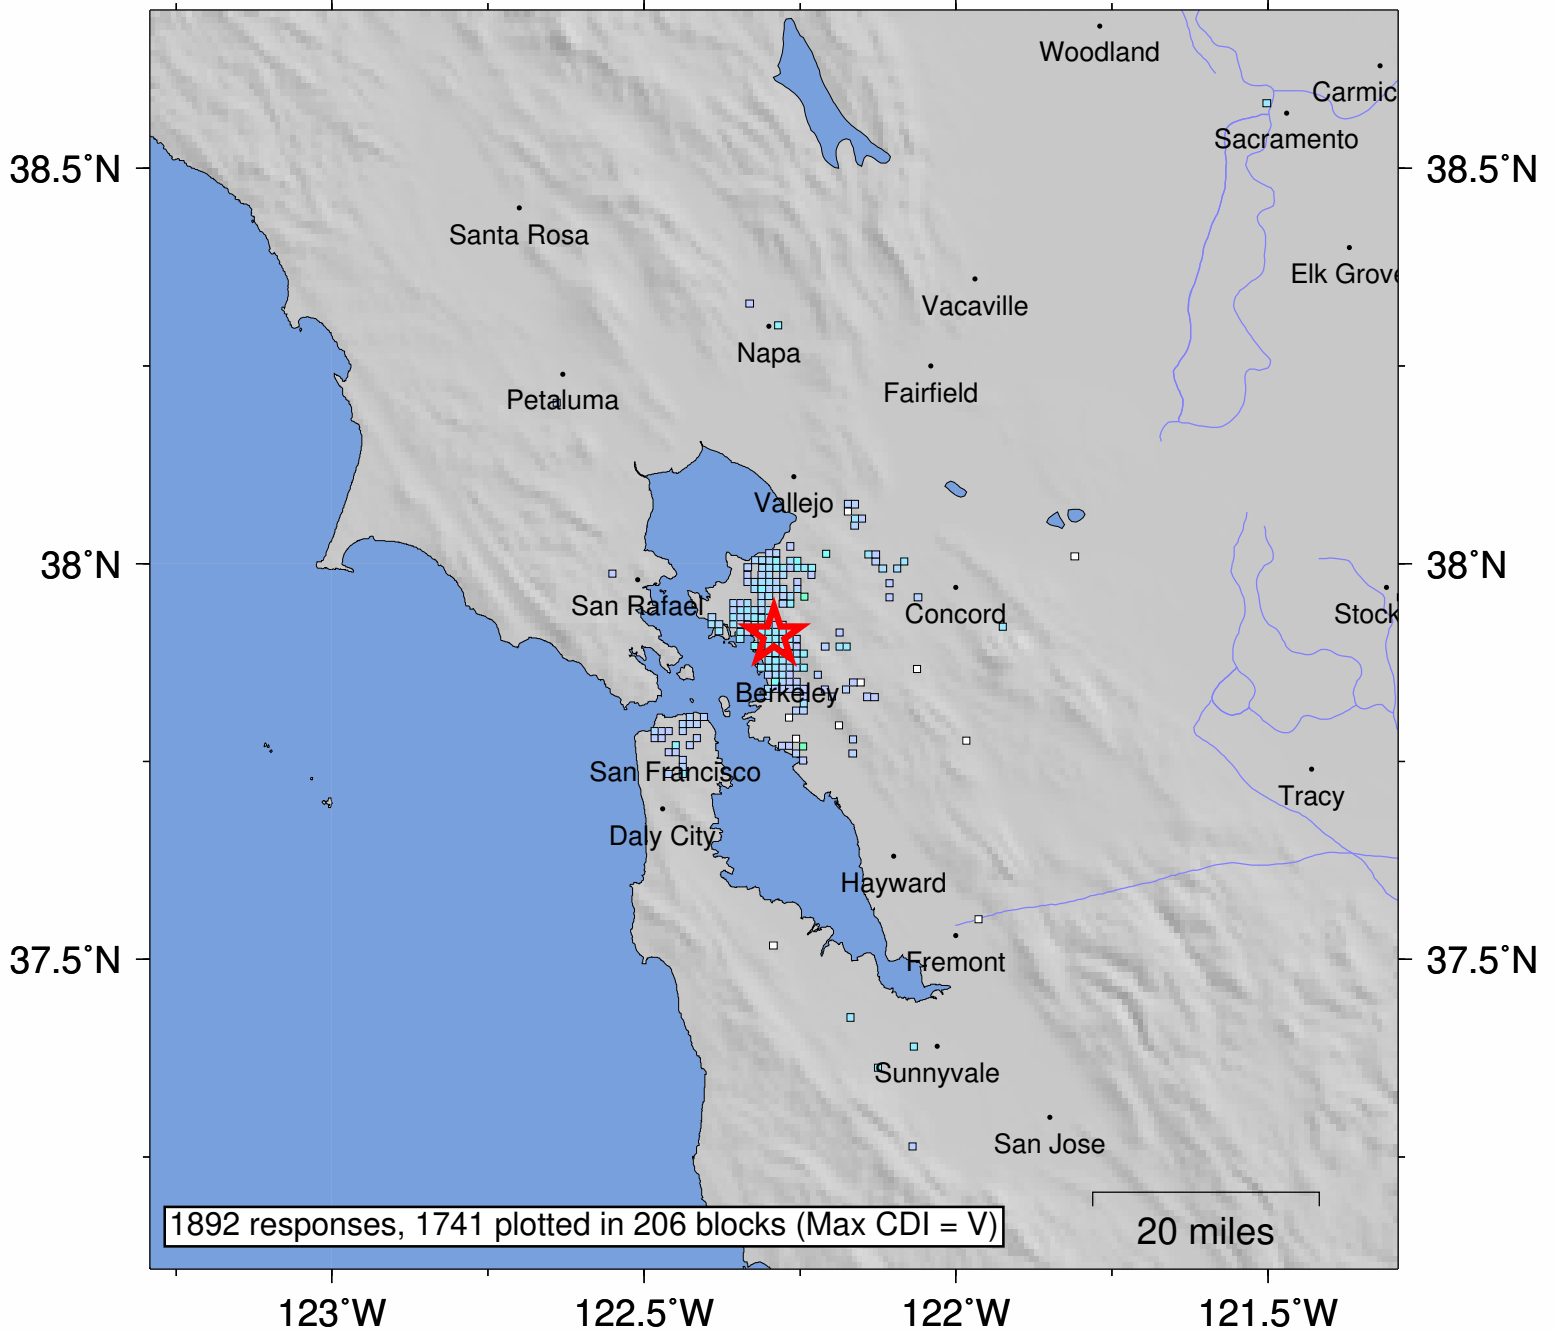 Woodland
Carmic
Sacramento
38.5°N
38.5°N
Santa Rosa
Elk Grove
Vacaville
Napa
Fairfield
Petaluma
Vallejo
38°N
38°N
San Rafael
Concord
Stock
Berkeley
San Francisco
Tracy
Daly City
Hayward
37.5°N
Fremont
37.5°N
Sunnyvale
San Jose
1892 responses, 1741 plotted in 206 blocks (Max CDI = V)
20 miles
123°W
122.5°W
122°W
121.5°W